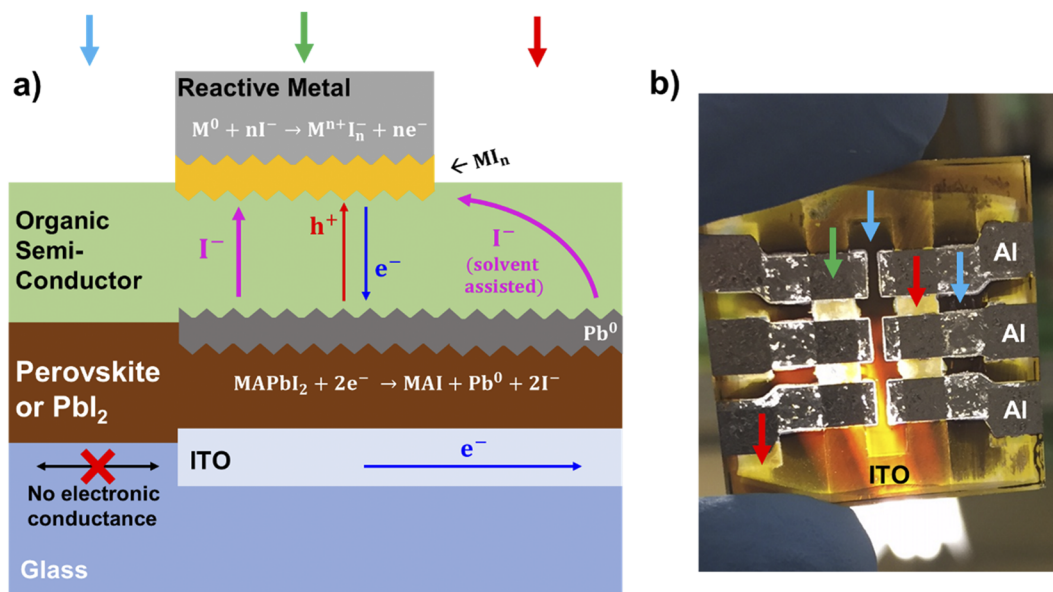 a)
Reactive Metal
M⁰ + nI⁻ → Mⁿ⁺Iₙ⁻ + ne⁻
← MIₙ
Organic
Semi-
Conductor
I⁻
h⁺
e⁻
I⁻
(solvent
assisted)
Pb⁰
Perovskite
or PbI₂
MAPbI₂ + 2e⁻ → MAI + Pb⁰ + 2I⁻
ITO
e⁻
No electronic
conductance
Glass
b)
Al
Al
Al
ITO